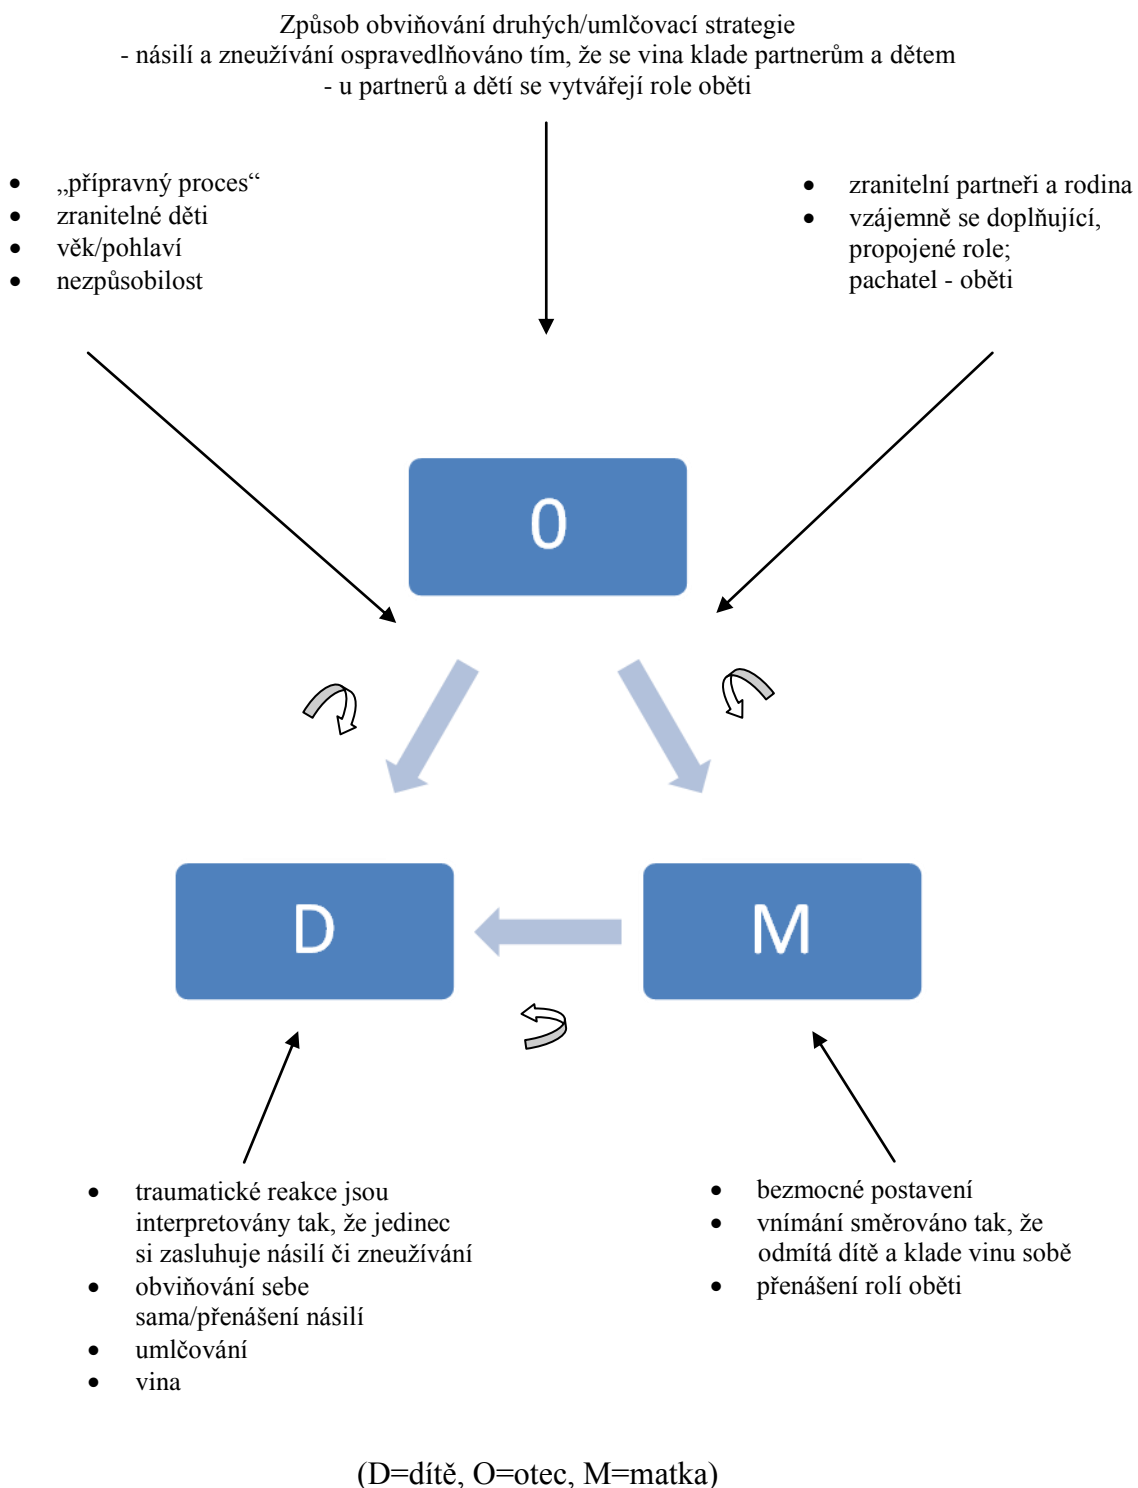 Způsob obviňování druhých/umlčovací strategie
- násilí a zneužívání ospravedlňováno tím, že se vina klade partnerům a dětem
- u partnerů a dětí se vytvářejí role oběti
• „přípravný proces“
• zranitelné děti
• věk/pohlaví
• nezpůsobilost
• zranitelní partneři a rodina
• vzájemně se doplňující,
propojené role;
pachatel - oběti
0
D
M
• traumatické reakce jsou
interpretovány tak, že jedinec
si zasluhuje násilí či zneužívání
• obviňování sebe
sama/přenášení násilí
• umlčování
• vina
• bezmocné postavení
• vnímání směrováno tak, že
odmítá dítě a klade vinu sobě
• přenášení rolí oběti
(D=dítě, O=otec, M=matka)